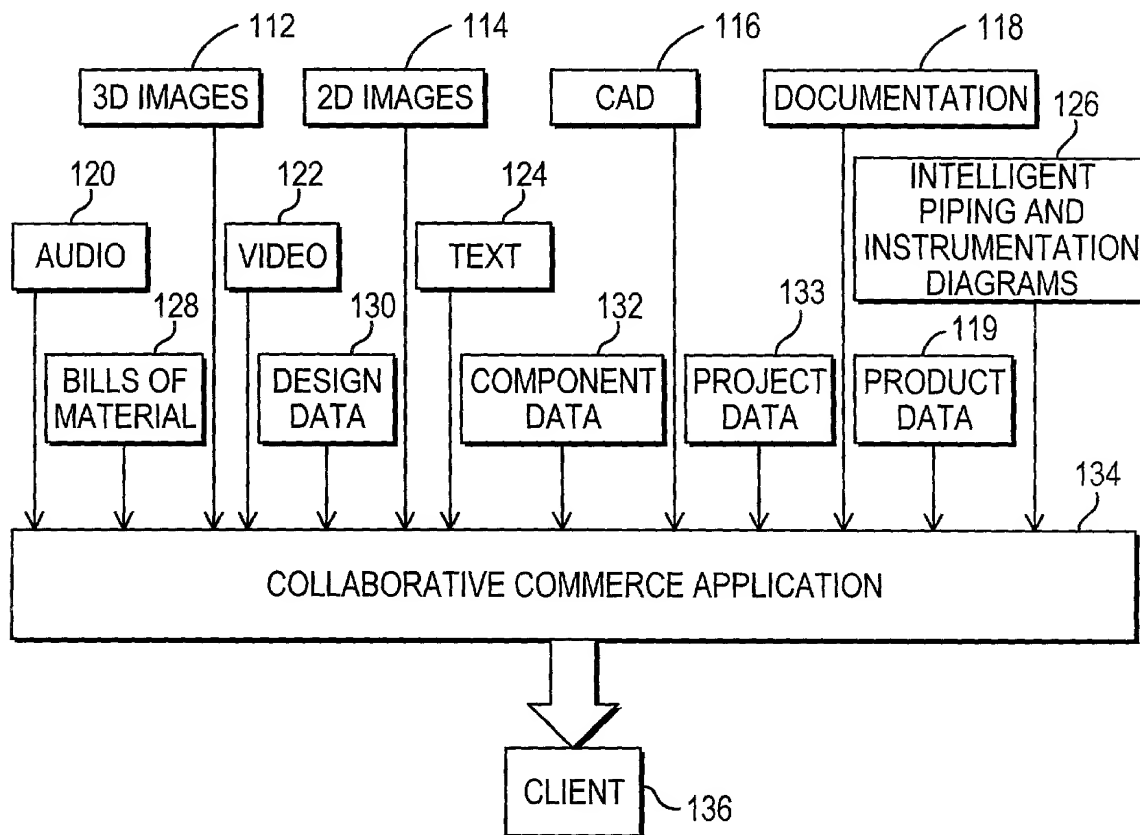 112
114
116
118
3D IMAGES
2D IMAGES
CAD
DOCUMENTATION
126
120
122
124
INTELLIGENT
PIPING AND
INSTRUMENTATION
DIAGRAMS
AUDIO
VIDEO
TEXT
128
130
132
133
119
BILLS OF
MATERIAL
DESIGN
DATA
COMPONENT
DATA
PROJECT
DATA
PRODUCT
DATA
134
COLLABORATIVE COMMERCE APPLICATION
CLIENT
136